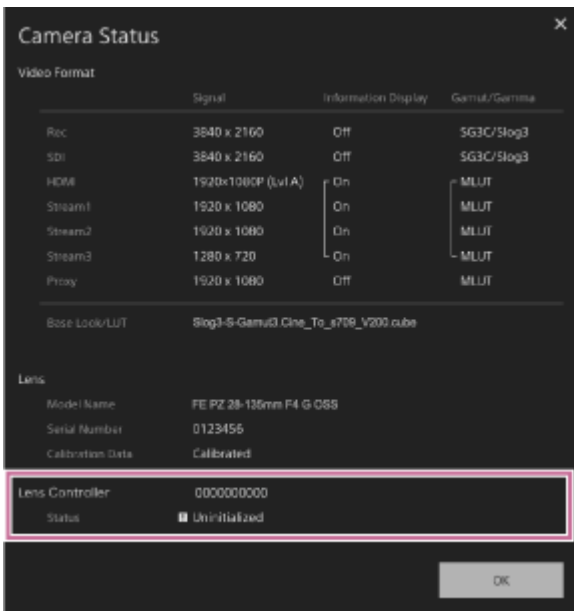 Camera Status
Video Format
Signal Information Display Gamut/Gamma
Rec 3840 x 2160 Off SG3C/Slog3
SDI 3840 x 2160 Off SG3C/Slog3
HDMI 1920×1080P (Lvl A) On MLUT
Stream1 1920 x 1080 On MLUT
Stream2 1920 x 1080 On MLUT
Stream3 1280 x 720 On MLUT
Proxy 1920 x 1080 Off MLUT
Base Look/LUT Slog3-S-Gamut3.Cine_To_s709_V200.cube
Lens
Model Name FE PZ 28-135mm F4 G OSS
Serial Number 0123456
Calibration Data Calibrated
Lens Controller 0000000000
Status Uninitialized
OK